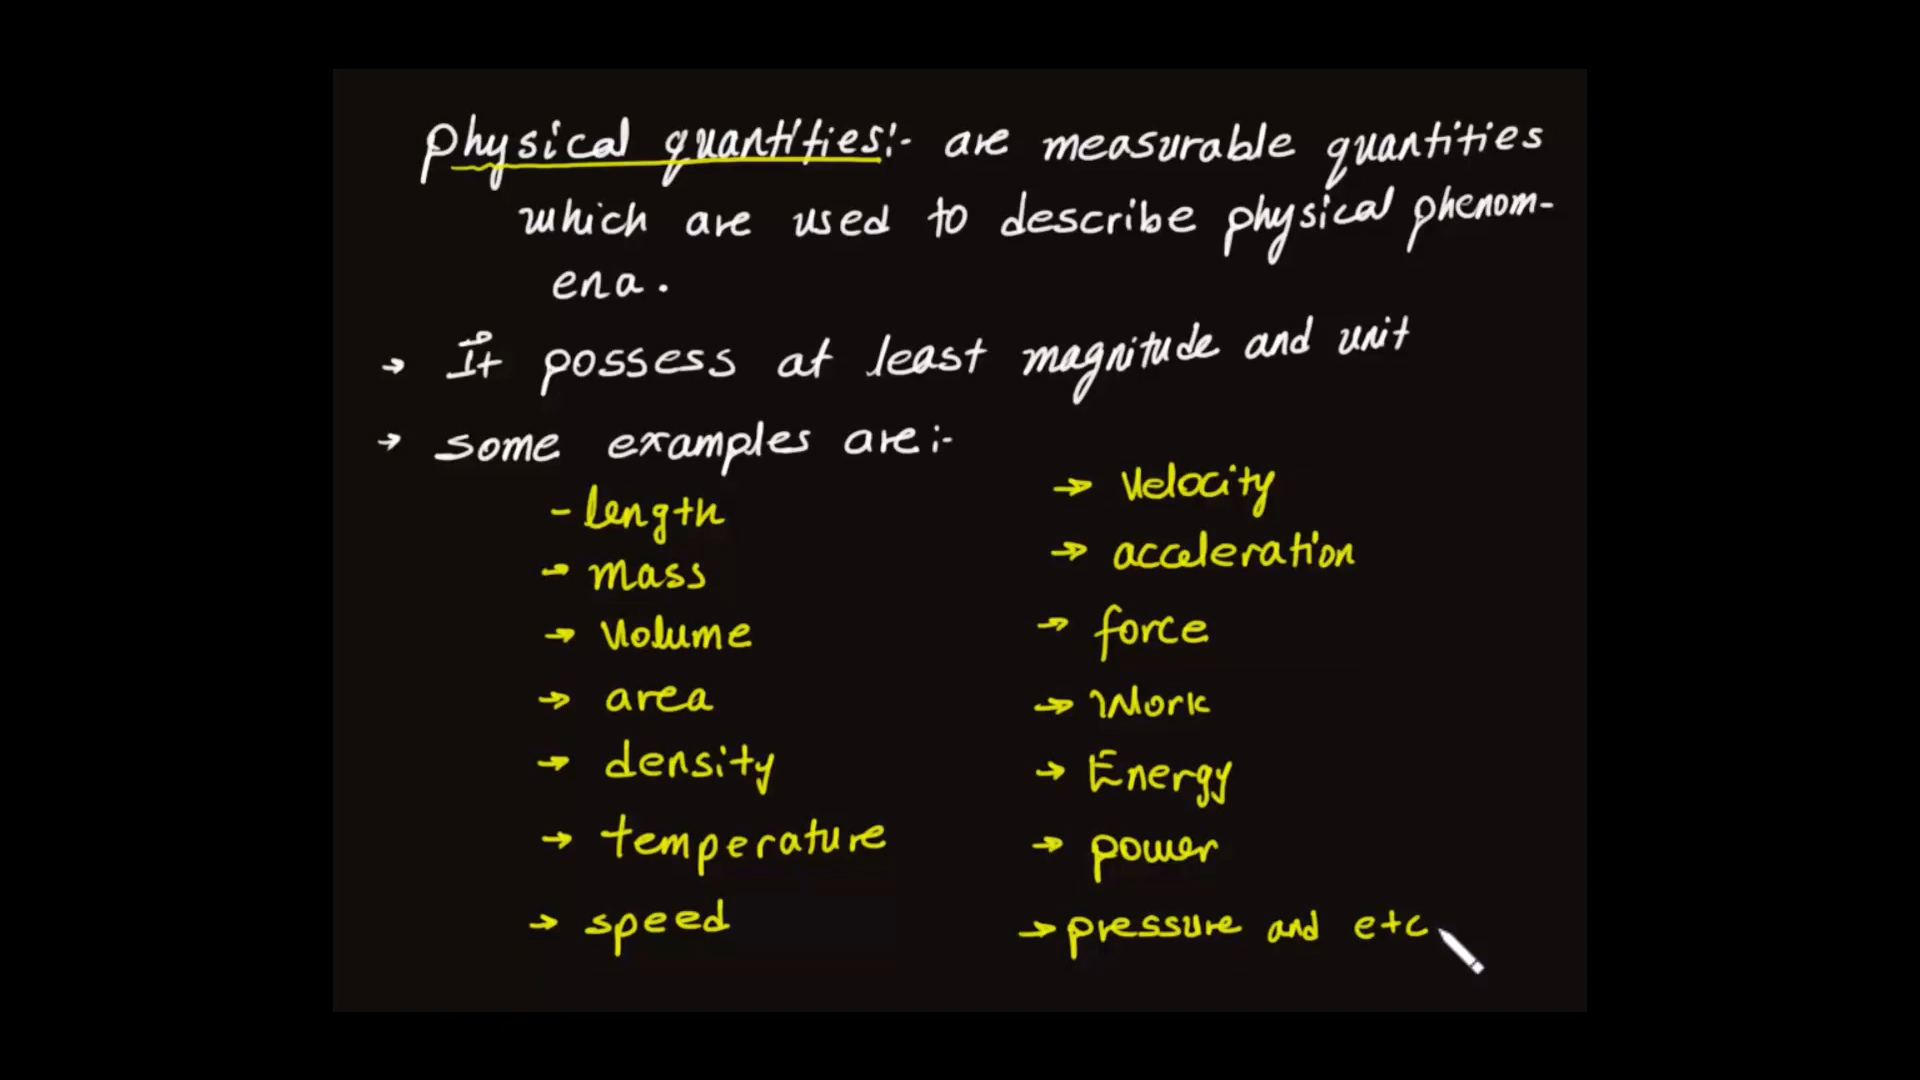 physical quantities:- are measurable quantities
which are used to describe physical phenom-
ena.
→ It possess at least magnitude and unit
→ some examples are:-
- length
- mass
→ Volume
→ area
→ density
→ temperature
→ speed
→ Velocity
→ acceleration
→ force
→ Work
→ Energy
→ power
→ pressure and etc